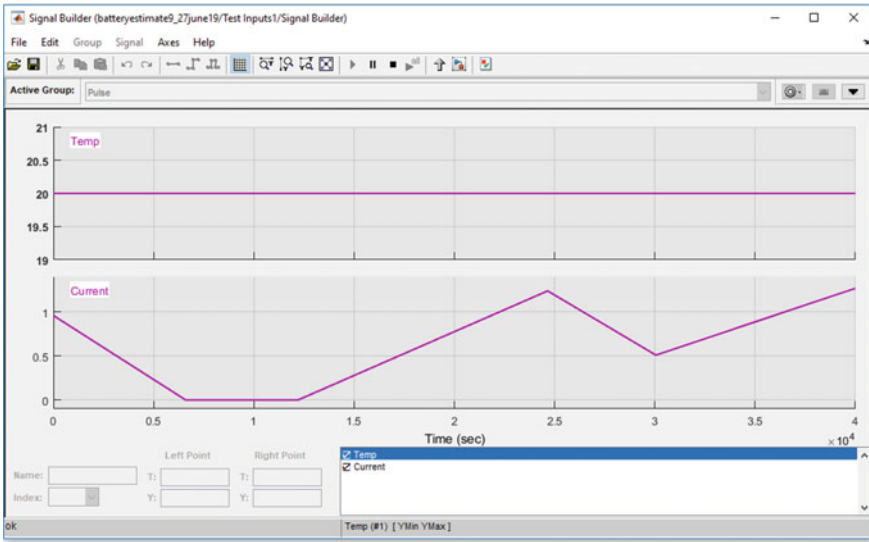 Signal Builder (batteryestimate9_27june19/Test Inputs1/Signal Builder)
File Edit Group Signal Axes Help
Active Group: Pulse
21
Temp
20.5
20
19.5
19
Current
1
0.5
0
0 0.5 1 1.5 2 2.5 3 3.5 4
Time (sec)
×10⁴
Left Point Right Point
Name: T: T:
Index: Y: Y:
Temp
Current
ok
Temp (#1) [ YMin YMax ]